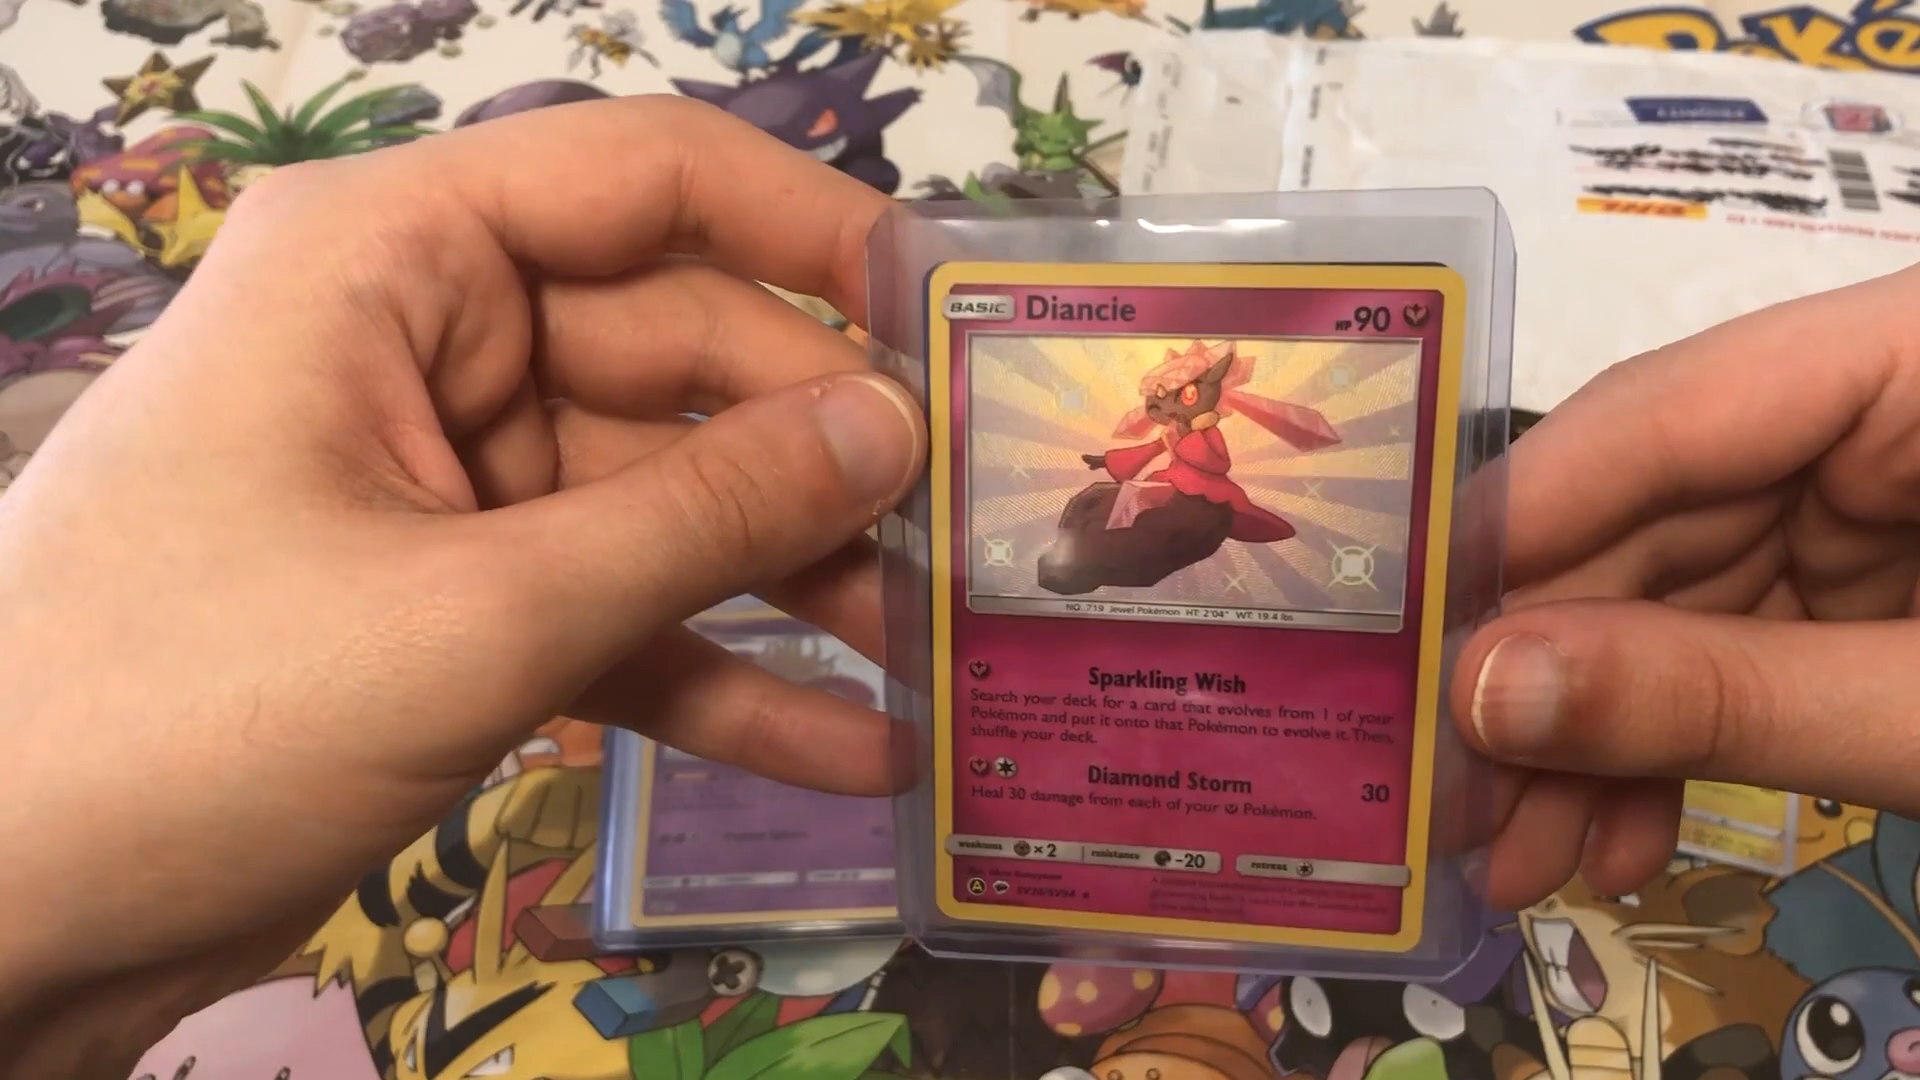 Poké
BASIC Diancie HP 90
NO. 719 Jewel Pokémon HT: 2'04" WT: 19.4 lbs.
Sparkling Wish
Search your deck for a card that evolves from 1 of your
Pokémon and put it onto that Pokémon to evolve it. Then,
shuffle your deck.
Diamond Storm 30
Heal 30 damage from each of your Pokémon.
weakness ×2 resistance -20 retreat
A